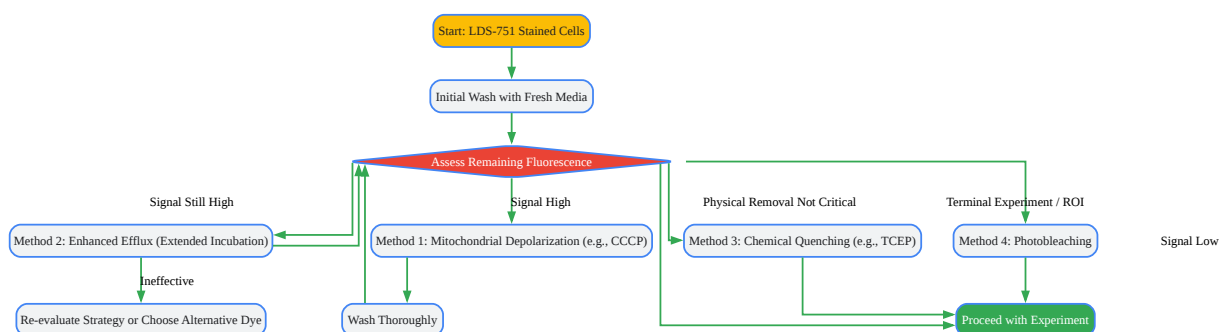 Start: LDS-751 Stained Cells
Initial Wash with Fresh Media
Assess Remaining Fluorescence
Signal Still High
Signal High
Physical Removal Not Critical
Terminal Experiment / ROI
Method 2: Enhanced Efflux (Extended Incubation)
Method 1: Mitochondrial Depolarization (e.g., CCCP)
Method 3: Chemical Quenching (e.g., TCEP)
Method 4: Photobleaching
Signal Low
Ineffective
Re-evaluate Strategy or Choose Alternative Dye
Wash Thoroughly
Proceed with Experiment